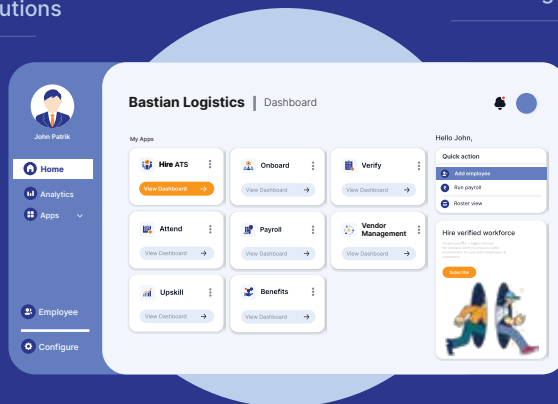 utions
Bastian Logistics | Dashboard
John Patrik
Home
Analytics
Apps
Employee
Configure
My Apps
Hire ATS
View Dashboard
Onboard
View Dashboard
Verify
View Dashboard
Attend
View Dashboard
Payroll
View Dashboard
Vendor
Management
View Dashboard
Upskill
View Dashboard
Benefits
View Dashboard
Hello John,
Quick action
Add employee
Run payroll
Roster view
Hire verified workforce